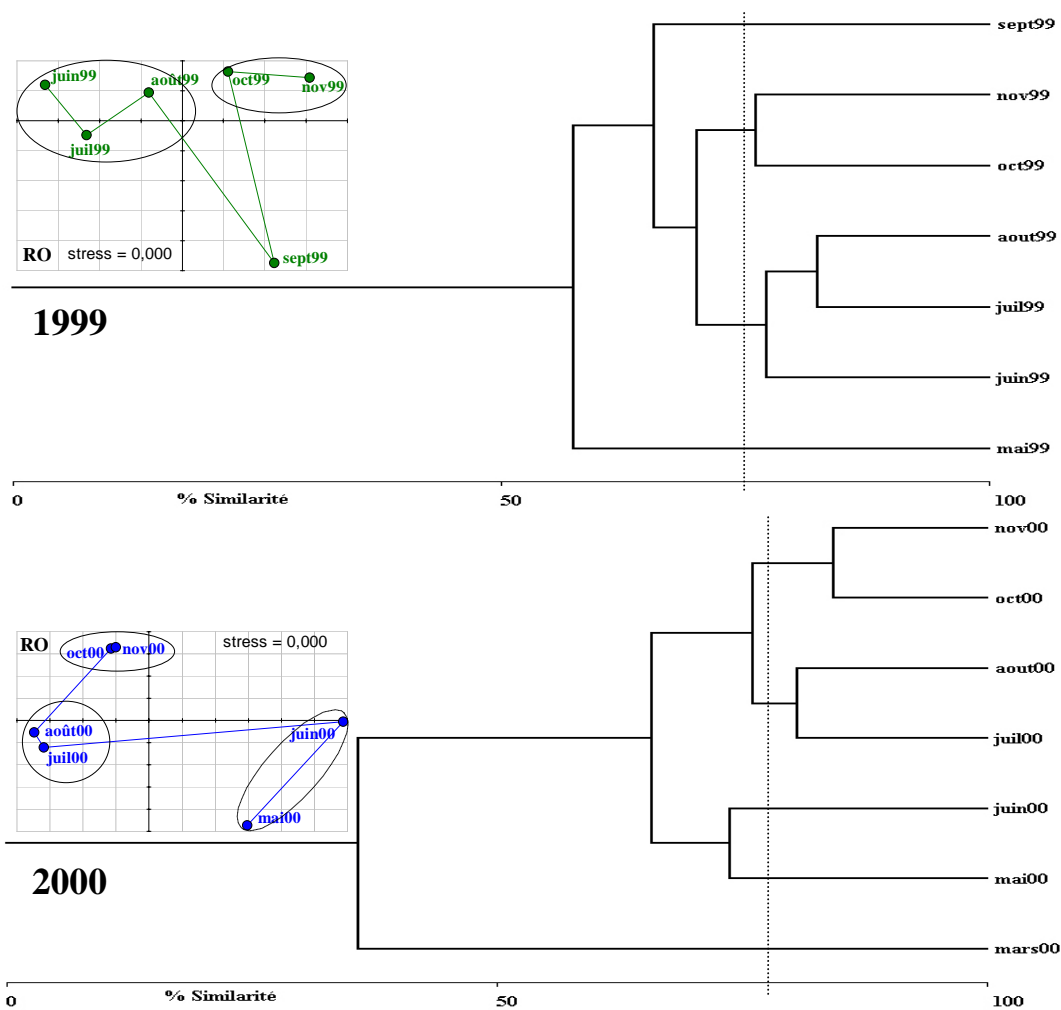 sept99
juin99
août99
oct99
nov99
juil99
RO stress = 0,000
sept99
1999
nov99
oct99
aout99
juil99
juin99
mai99
0 % Similarité 50 100
nov00
oct00
aout00
juil00
juin00
mai00
mars00
RO stress = 0,000
oct00 nov00
août00
juil00
juin00
mai00
2000
0 % Similarité 50 100